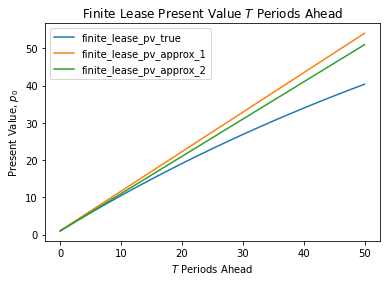 Finite Lease Present Value T Periods Ahead
finite_lease_pv_true
finite_lease_pv_approx_1
finite_lease_pv_approx_2
Present Value, p₀
50
40
30
20
10
0
0 10 20 30 40 50
T Periods Ahead